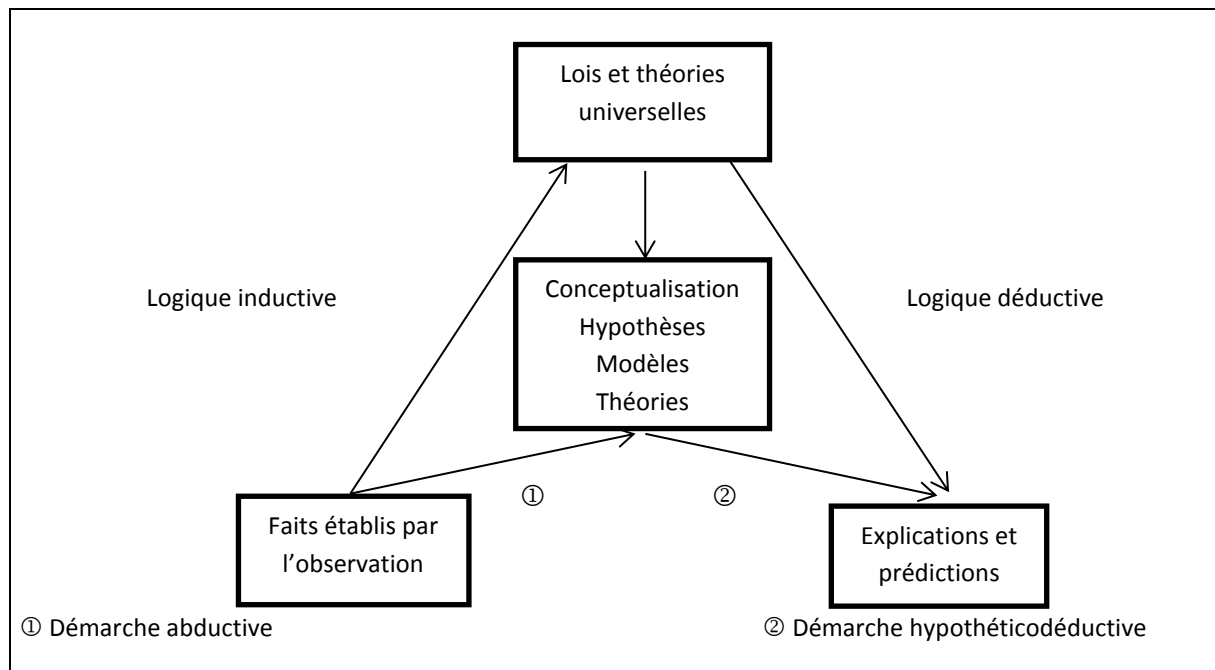 Lois et théories
universelles
Logique inductive
Conceptualisation
Hypothèses
Modèles
Théories
Logique déductive
①
②
Faits établis par
l’observation
Explications et
prédictions
① Démarche abductive
② Démarche hypothéticodéductive